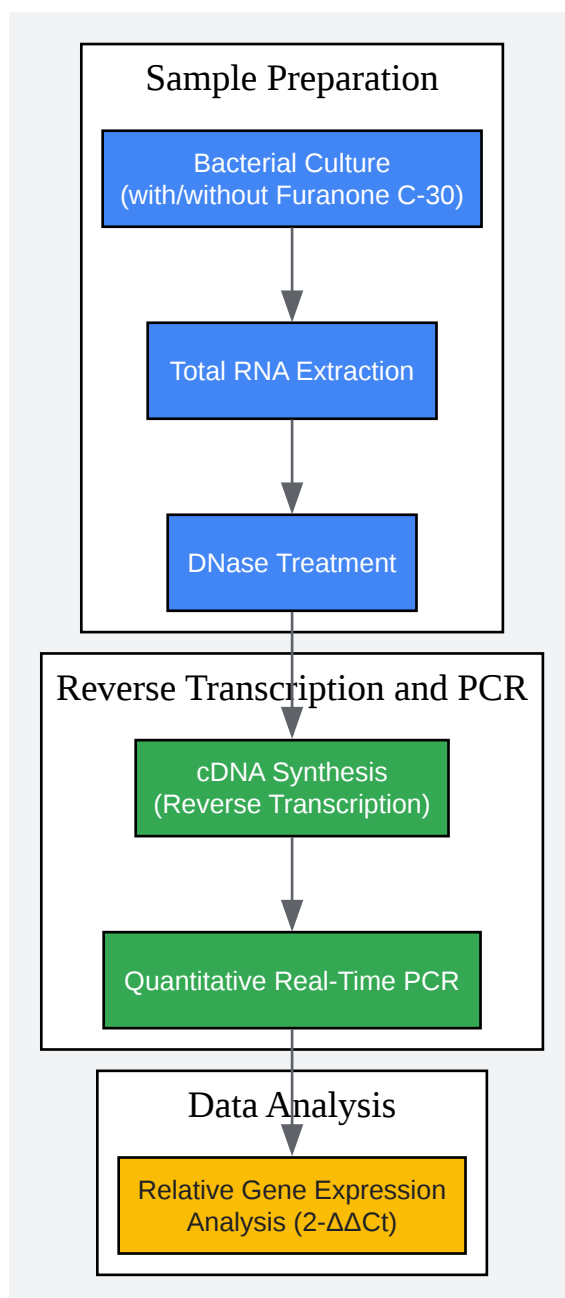 Sample Preparation
Bacterial Culture
(with/without Furanone C-30)
Total RNA Extraction
DNase Treatment
Reverse Transcription and PCR
cDNA Synthesis
(Reverse Transcription)
Quantitative Real-Time PCR
Data Analysis
Relative Gene Expression
Analysis (2-ΔΔCt)